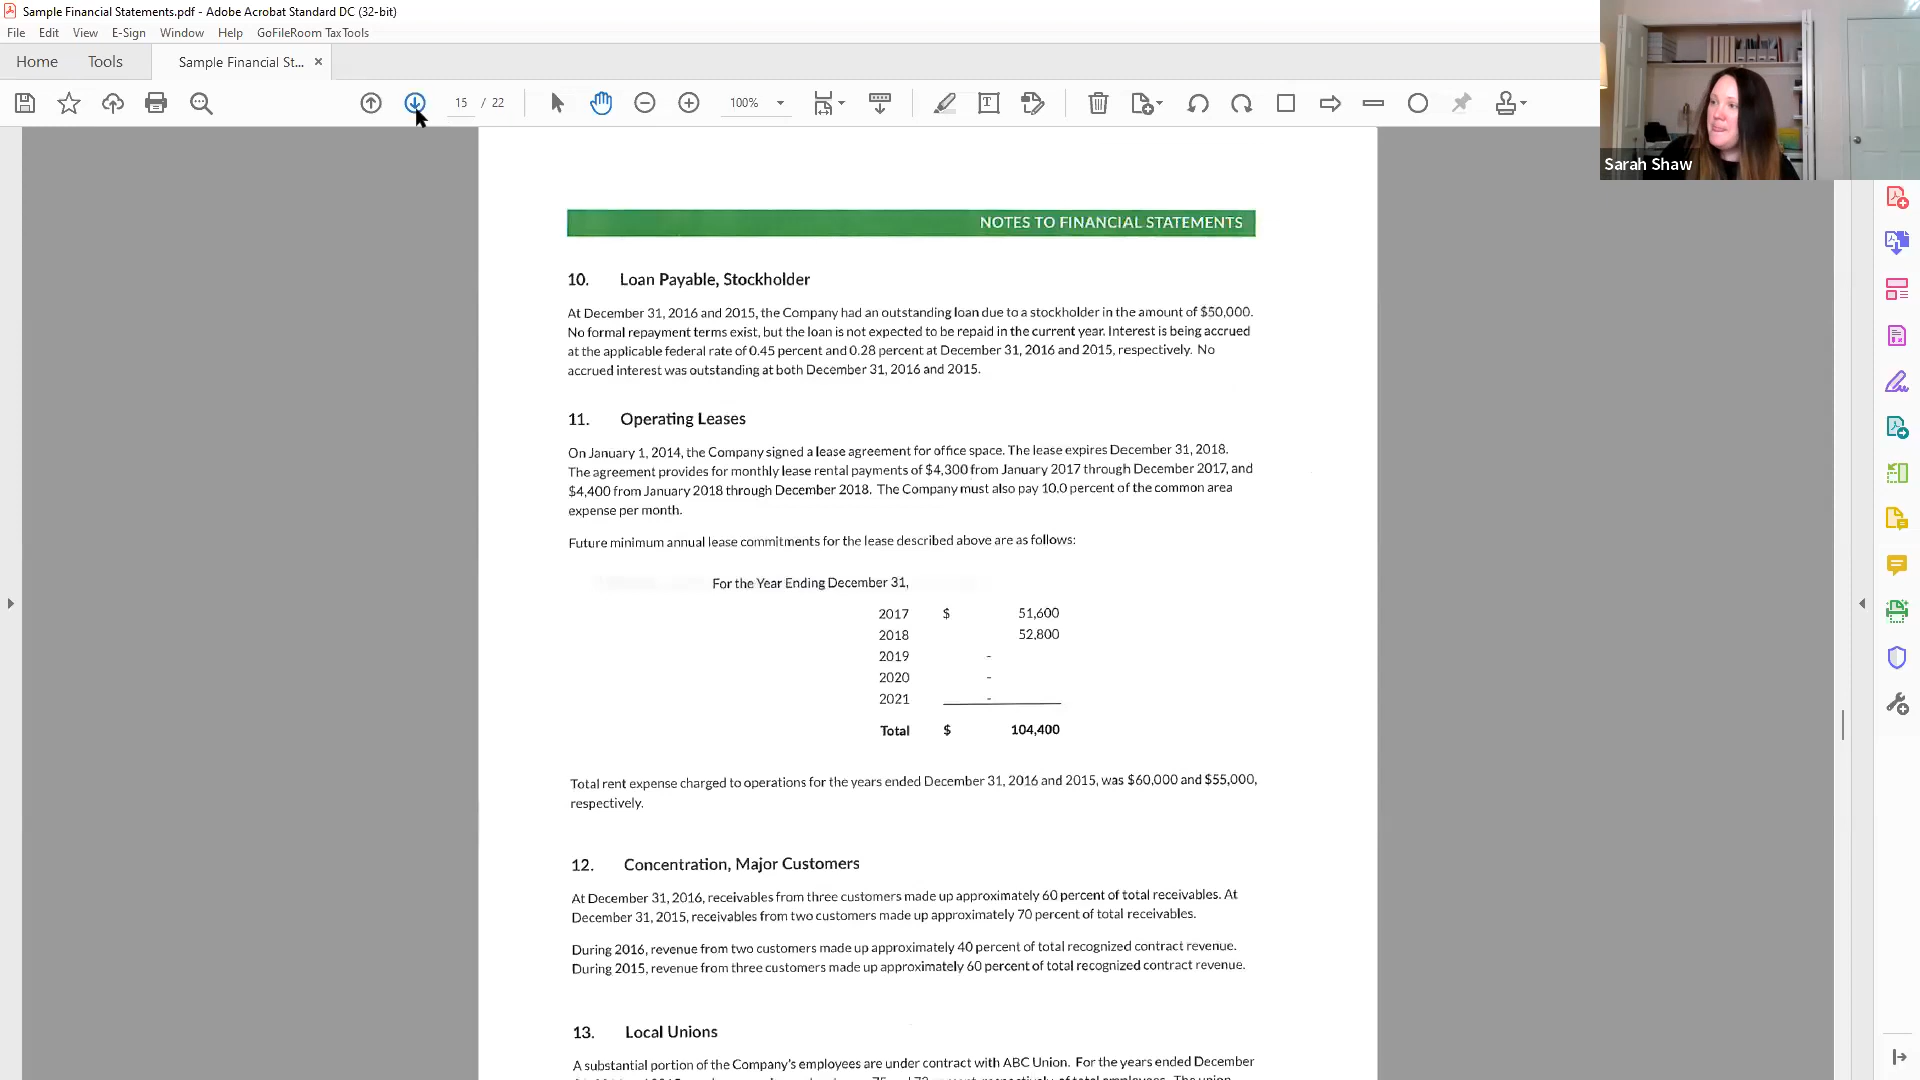 Sample Financial Statements.pdf - Adobe Acrobat Standard DC (32-bit)
File Edit View E-Sign Window Help GoFileRoom TaxTools
Home Tools Sample Financial St... ×
15 / 22 100%
Sarah Shaw
NOTES TO FINANCIAL STATEMENTS
10. Loan Payable, Stockholder
At December 31, 2016 and 2015, the Company had an outstanding loan due to a stockholder in the amount of $50,000.
No formal repayment terms exist, but the loan is not expected to be repaid in the current year. Interest is being accrued
at the applicable federal rate of 0.45 percent and 0.28 percent at December 31, 2016 and 2015, respectively. No
accrued interest was outstanding at both December 31, 2016 and 2015.
11. Operating Leases
On January 1, 2014, the Company signed a lease agreement for office space. The lease expires December 31, 2018.
The agreement provides for monthly lease rental payments of $4,300 from January 2017 through December 2017, and
$4,400 from January 2018 through December 2018. The Company must also pay 10.0 percent of the common area
expense per month.
Future minimum annual lease commitments for the lease described above are as follows:
For the Year Ending December 31,
2017 $ 51,600
2018 52,800
2019 -
2020 -
2021 -
Total $ 104,400
Total rent expense charged to operations for the years ended December 31, 2016 and 2015, was $60,000 and $55,000,
respectively.
12. Concentration, Major Customers
At December 31, 2016, receivables from three customers made up approximately 60 percent of total receivables. At
December 31, 2015, receivables from two customers made up approximately 70 percent of total receivables.
During 2016, revenue from two customers made up approximately 40 percent of total recognized contract revenue.
During 2015, revenue from three customers made up approximately 60 percent of total recognized contract revenue.
13. Local Unions
A substantial portion of the Company's employees are under contract with ABC Union. For the years ended December